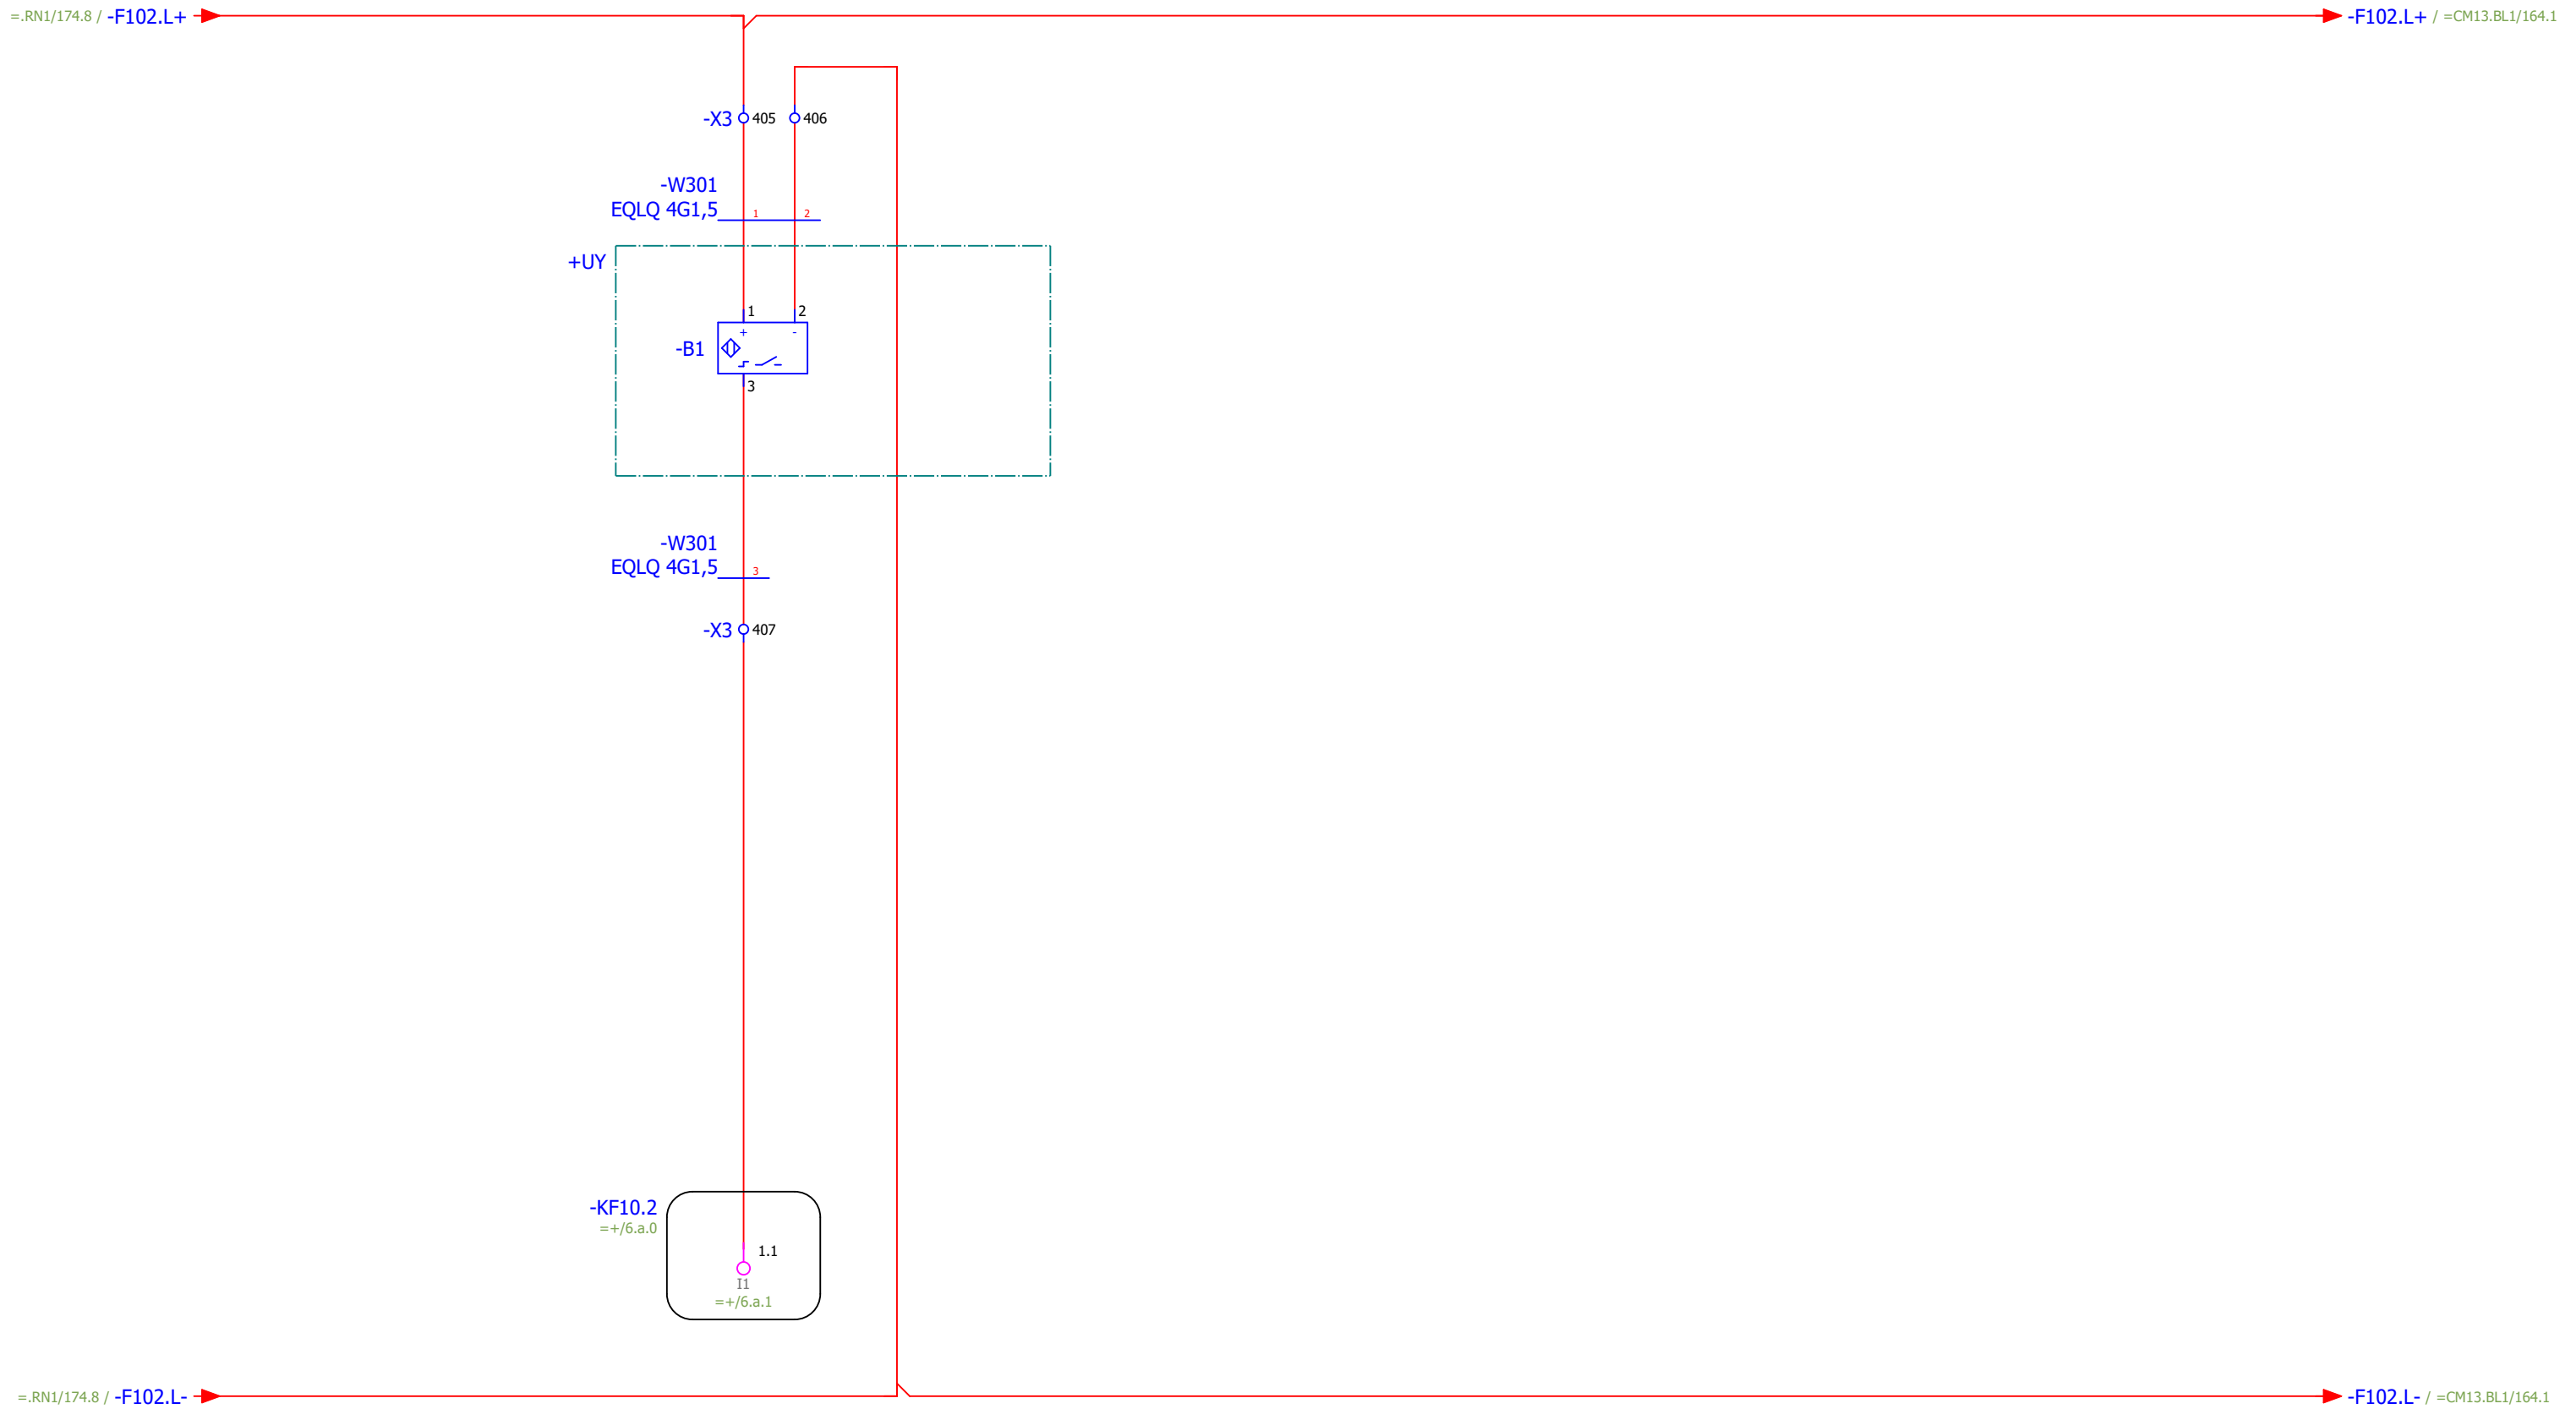 =.RN1/174.8 / -F102.L+
-F102.L+ / =CM13.BL1/164.1
-X3 405 406
-W301
EQLQ 4G1,5 1 2
+UY
1 2
+ -
-B1
3
-W301
EQLQ 4G1,5 3
-X3 407
-KF10.2
=+/6.a.0
1.1
I1
=+/6.a.1
=.RN1/174.8 / -F102.L-
-F102.L- / =CM13.BL1/164.1